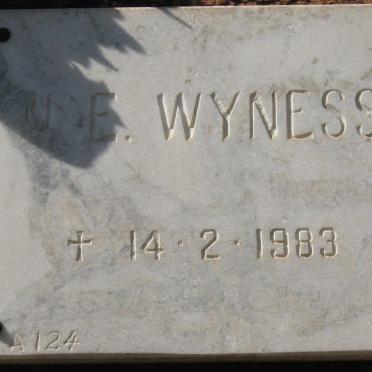 N. E. WYNESS
† 14 · 2 · 1983
A124